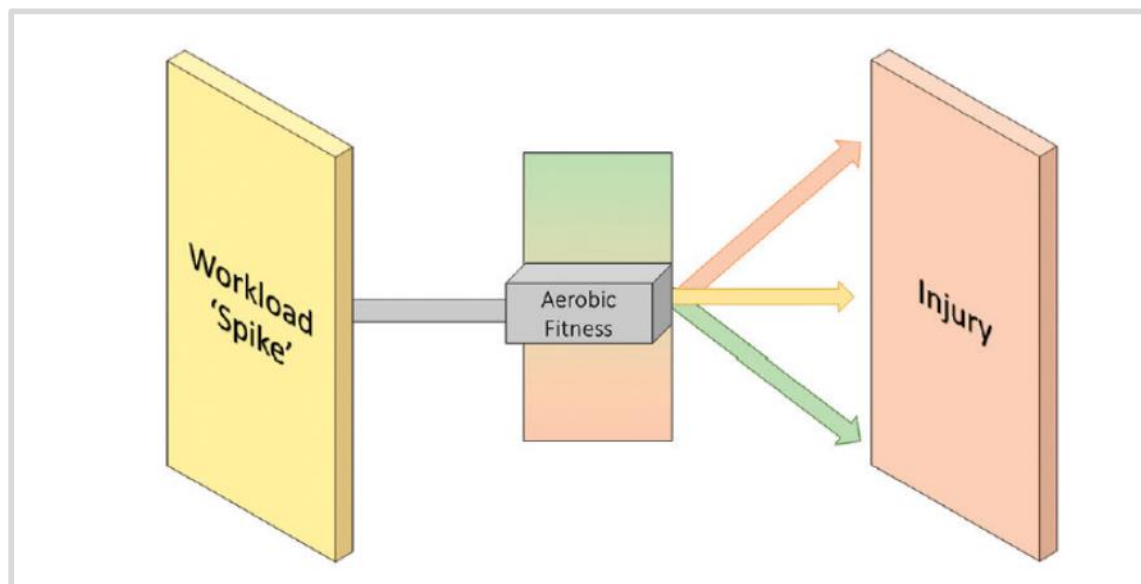 Workload
‘Spike’
Aerobic
Fitness
Injury